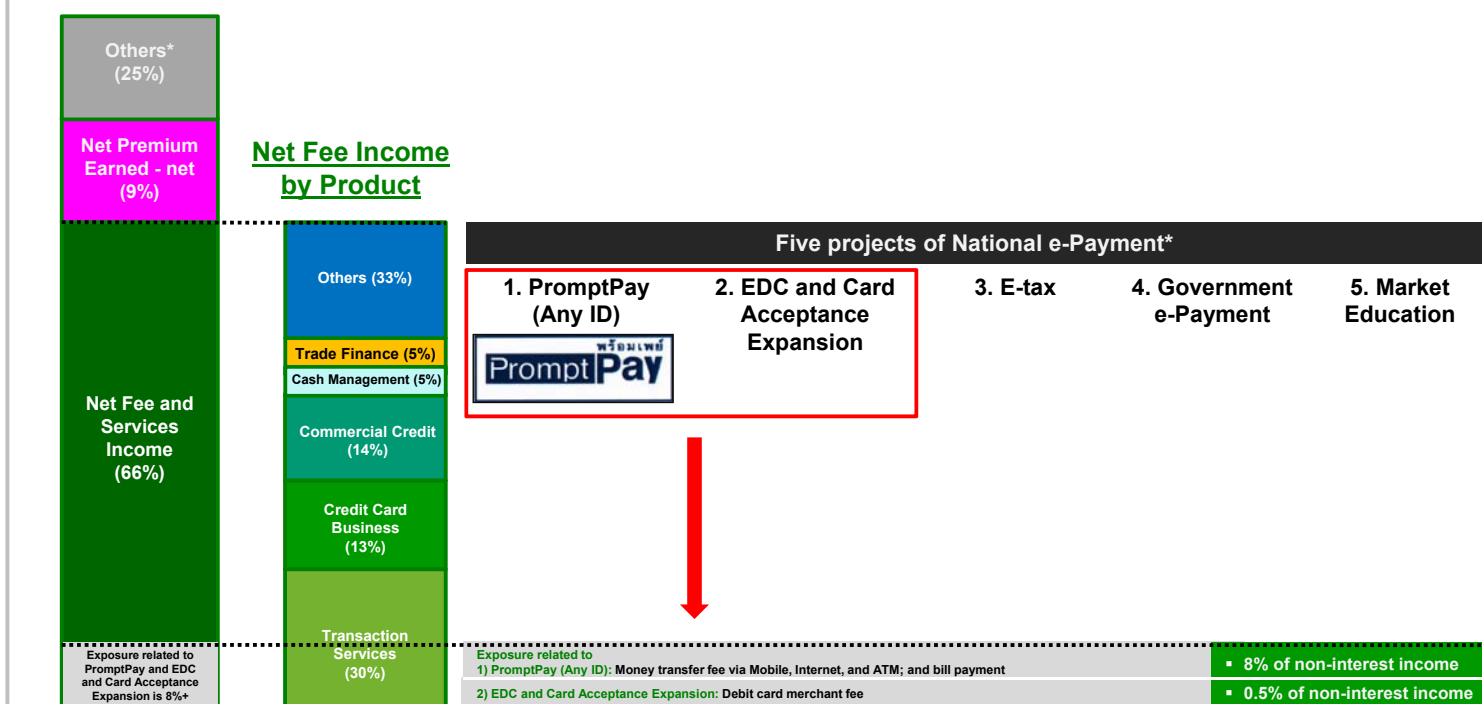 Others*
(25%)
Net Premium
Earned - net
(9%)
Net Fee and
Services
Income
(66%)
Exposure related to
PromptPay and EDC
and Card Acceptance
Expansion is 8%+
Net Fee Income
by Product
Others (33%)
Trade Finance (5%)
Cash Management (5%)
Commercial Credit
(14%)
Credit Card
Business
(13%)
Transaction
Services
(30%)
Five projects of National e-Payment*
1. PromptPay
(Any ID)
พร้อมเพย์
Prompt Pay
2. EDC and Card
Acceptance
Expansion
3. E-tax
4. Government
e-Payment
5. Market
Education
Exposure related to
1) PromptPay (Any ID): Money transfer fee via Mobile, Internet, and ATM; and bill payment
▪ 8% of non-interest income
2) EDC and Card Acceptance Expansion: Debit card merchant fee
▪ 0.5% of non-interest income